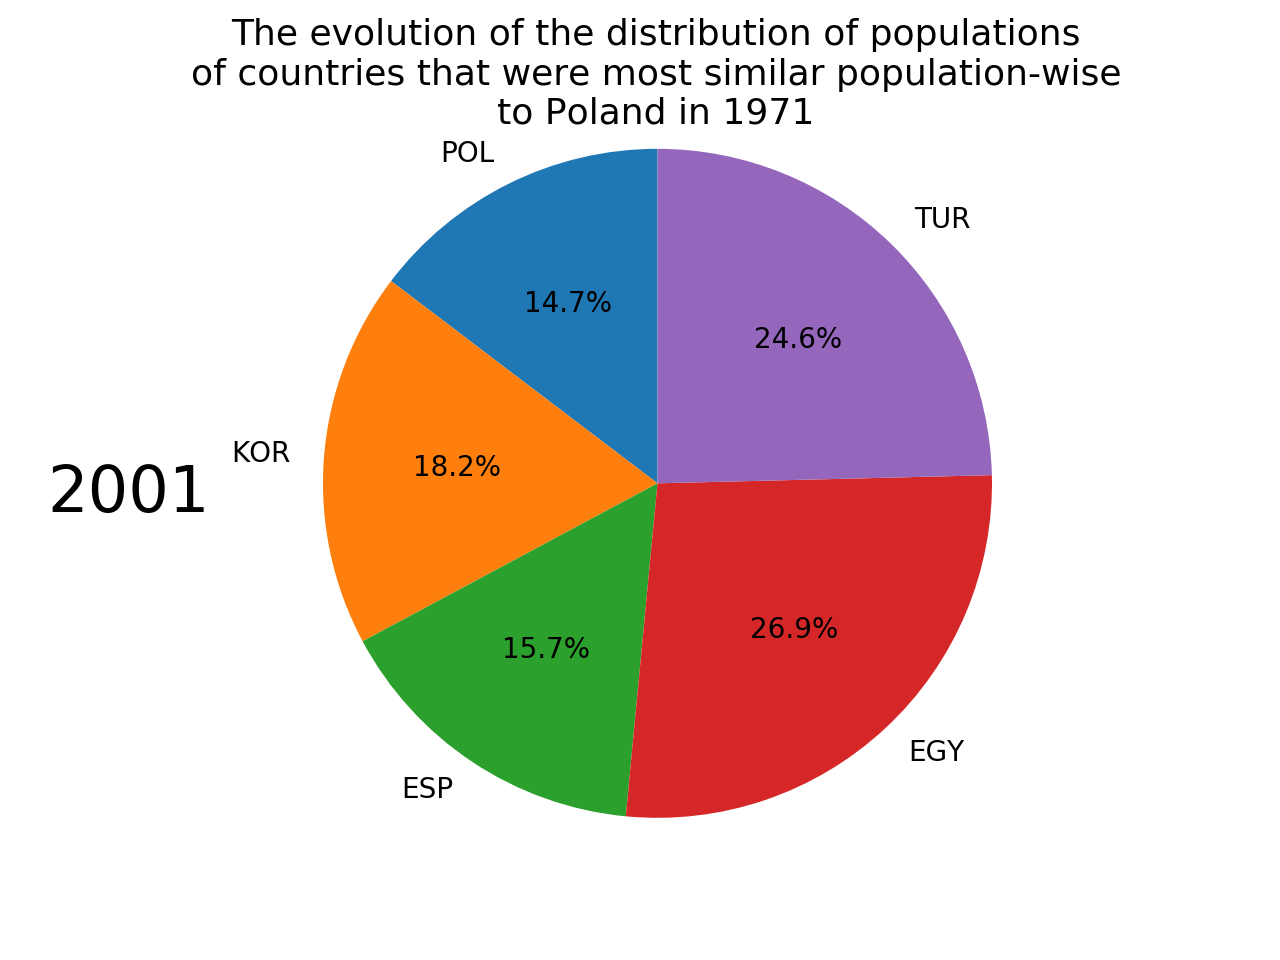 The evolution of the distribution of populations
of countries that were most similar population-wise
to Poland in 1971
POL
TUR
14.7%
24.6%
KOR
18.2%
2001
15.7%
26.9%
EGY
ESP